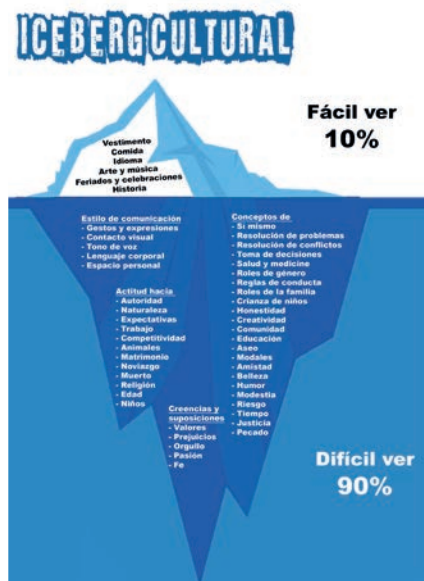 ICEBERG CULTURAL
Fácil ver
10%
Vestimento
Comida
Idioma
Arte y música
Feriados y celebraciones
Historia
Estilo de comunicación
- Gestos y expresiones
- Contacto visual
- Tono de voz
- Lenguaje corporal
- Espacio personal
Actitud hacia
- Autoridad
- Naturaleza
- Expectativas
- Trabajo
- Competitividad
- Animales
- Matrimonio
- Noviazgo
- Muerto
- Religión
- Edad
- Niños
Creencias y
suposiciones
- Valores
- Prejuicios
- Orgullo
- Pasión
- Fe
Conceptos de
- Si mismo
- Resolución de problemas
- Resolución de conflictos
- Toma de decisiones
- Salud y medicine
- Roles de género
- Reglas de conducta
- Roles de la familia
- Crianza de niños
- Honestidad
- Creatividad
- Comunidad
- Educación
- Aseo
- Modales
- Amistad
- Belleza
- Humor
- Modestia
- Riesgo
- Tiempo
- Justicia
- Pecado
Difícil ver
90%